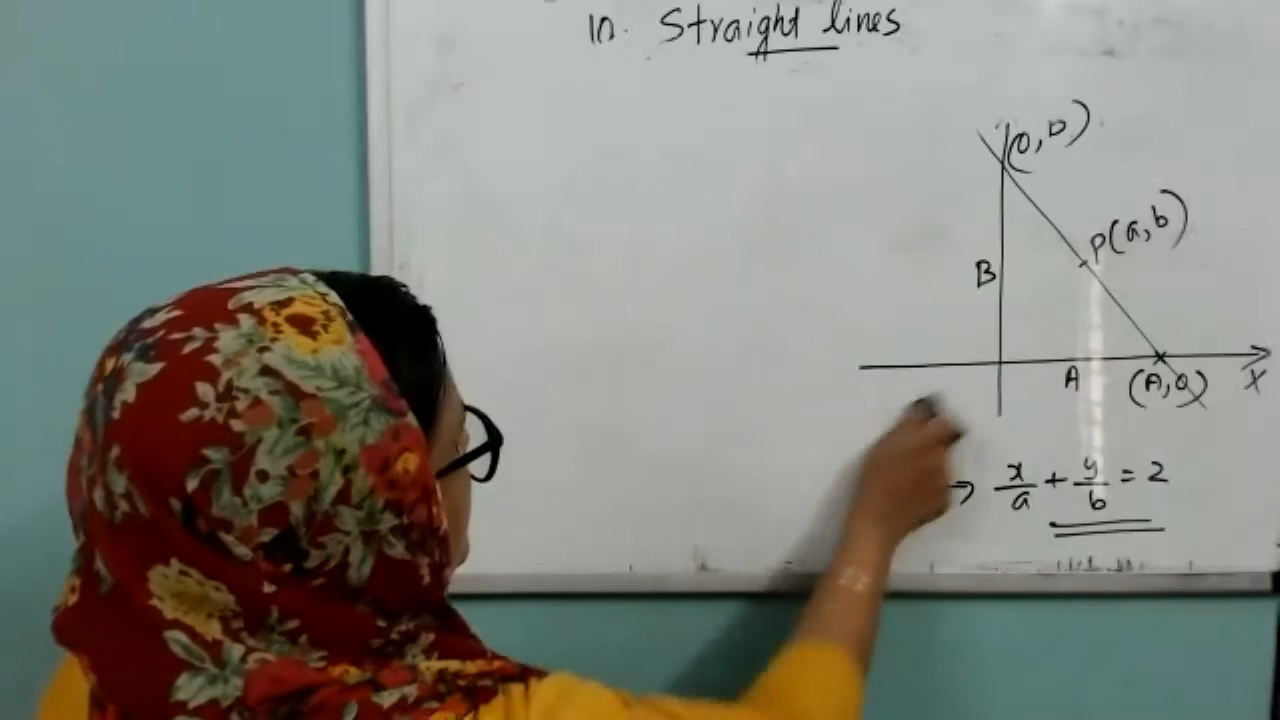 10. Straight lines
(0, B)
P(a, b)
B
A
(A, 0)
X
→ x/a + y/b = 2